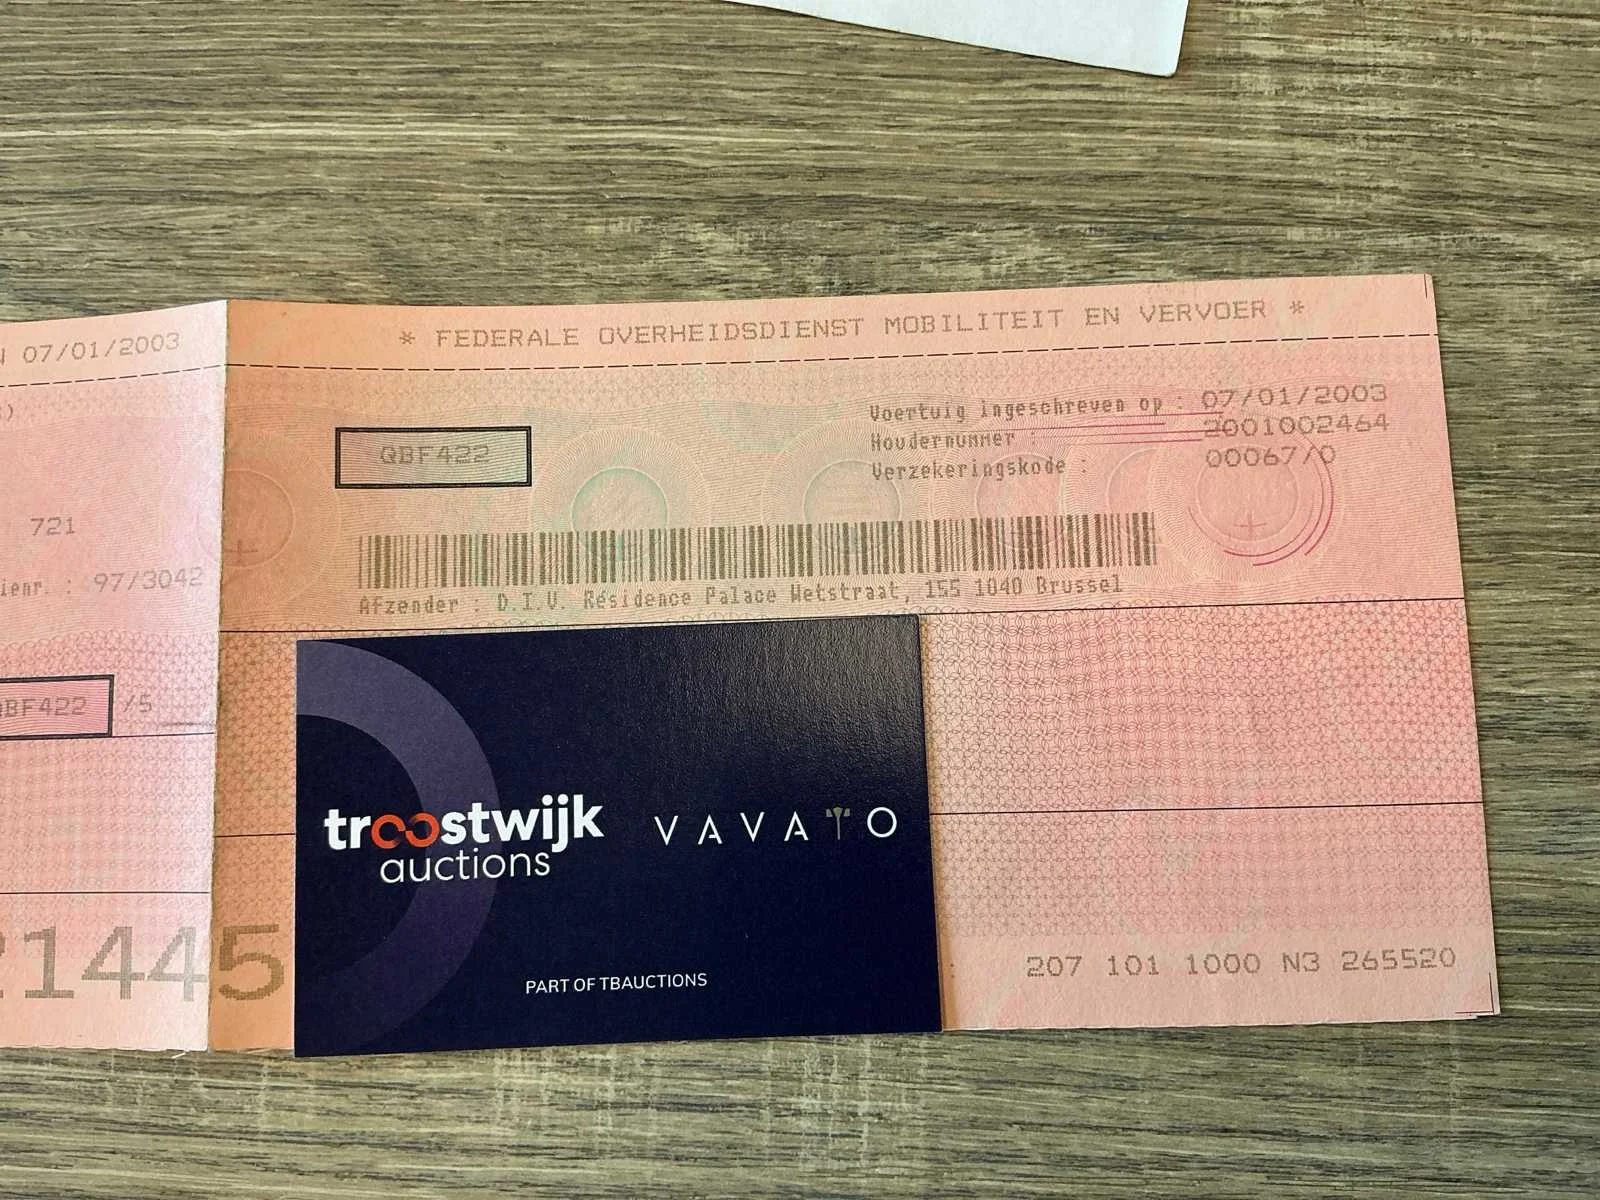 N 07/01/2003
* FEDERALE OVERHEIDSDIENST MOBILITEIT EN VERVOER *
QBF422
Voertuig ingeschreven op : 07/01/2003
Houdernummer : 2001002464
Verzekeringskode : 00067/0
721
ienr. : 97/3042
Afzender : D.I.V. Résidence Palace Wetstraat, 155 1040 Brussel
QBF422 /5
troostwijk
auctions
VAVATO
PART OF TBAUCTIONS
21445
207 101 1000 N3 265520